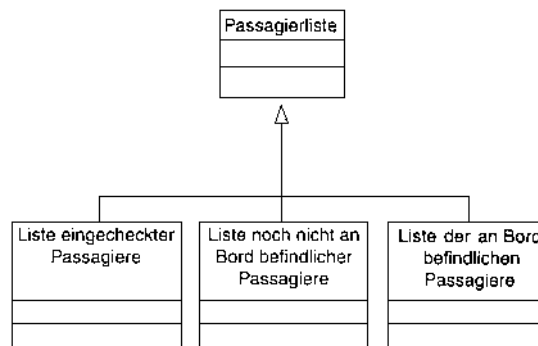 Passagierliste
Liste eingecheckter
Passagiere
Liste noch nicht an
Bord befindlicher
Passagiere
Liste der an Bord
befindlichen
Passagiere